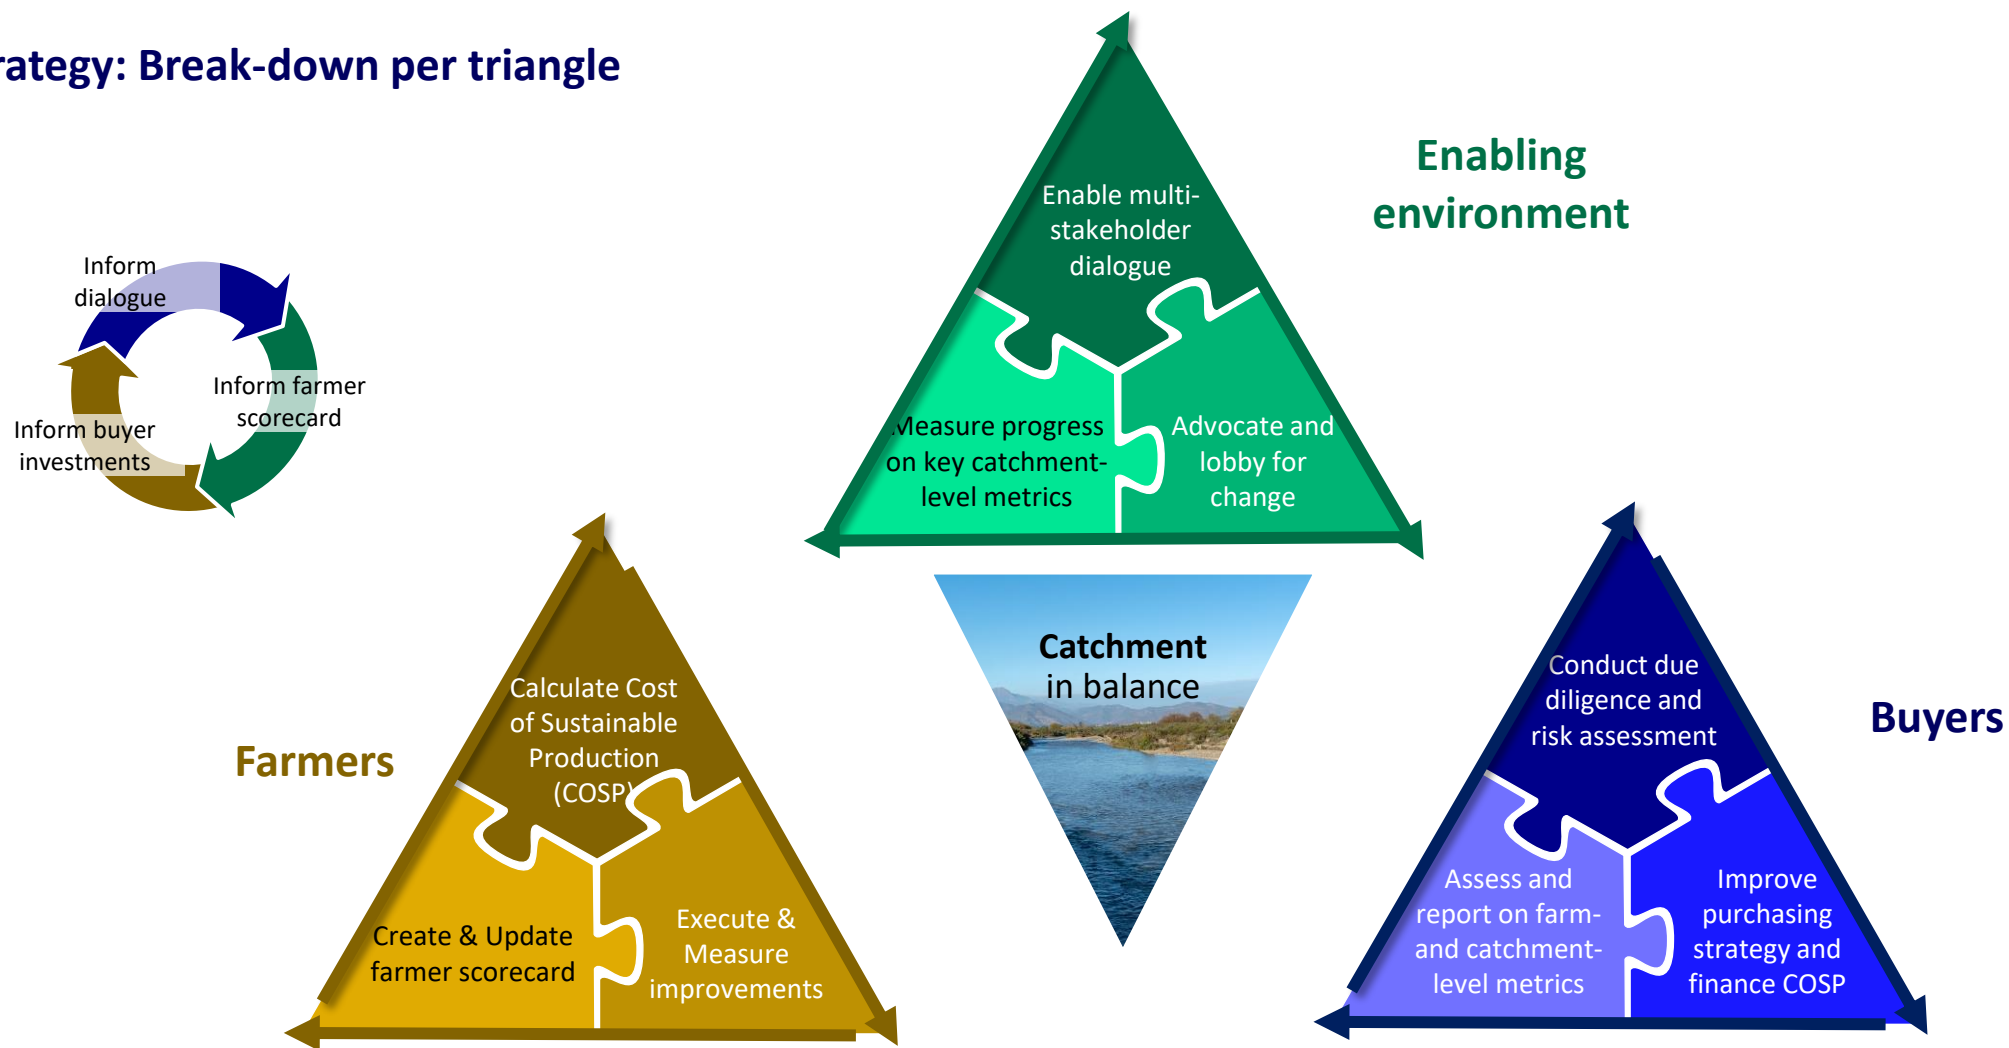 rategy: Break-down per triangle
Inform
dialogue
Inform farmer
scorecard
Inform buyer
investments
Enabling
environment
Enable multi-
stakeholder
dialogue
Measure progress
on key catchment-
level metrics
Advocate and
lobby for
change
Catchment
in balance
Farmers
Calculate Cost
of Sustainable
Production
(COSP)
Create & Update
farmer scorecard
Execute &
Measure
improvements
Buyers
Conduct due
diligence and
risk assessment
Assess and
report on farm-
and catchment-
level metrics
Improve
purchasing
strategy and
finance COSP